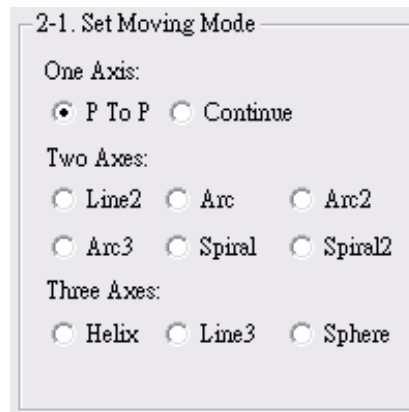 2-1. Set Moving Mode
One Axis:
P To P Continue
Two Axes:
Line2 Arc Arc2
Arc3 Spiral Spiral2
Three Axes:
Helix Line3 Sphere